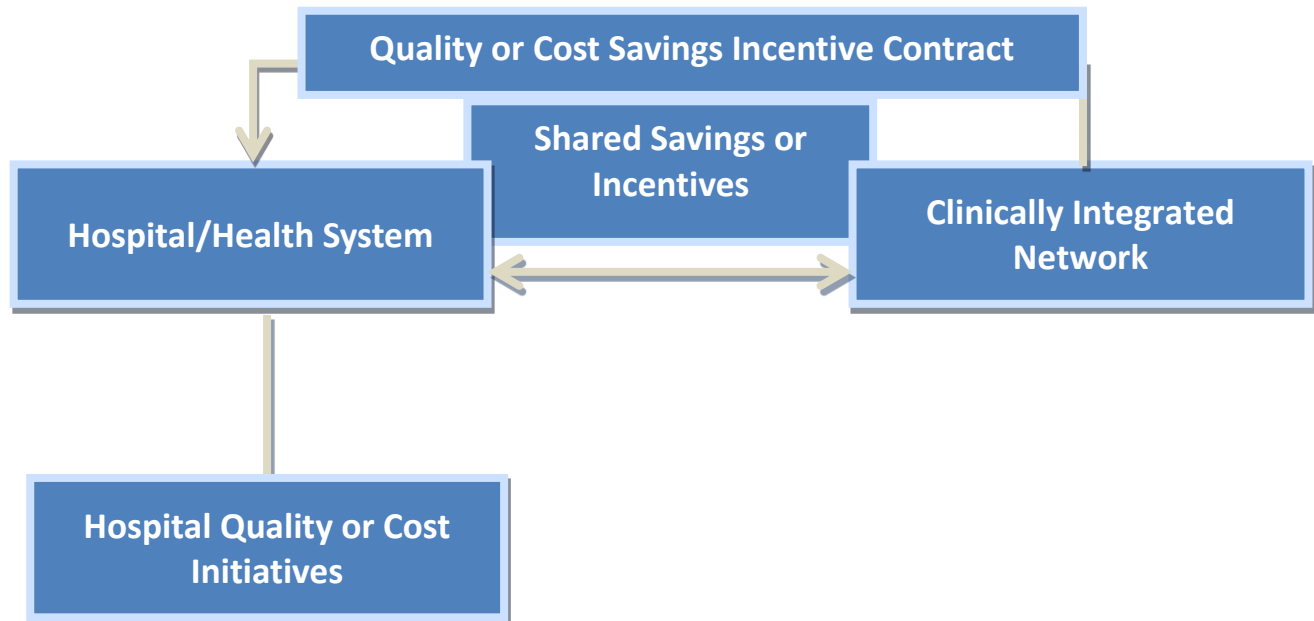 Quality or Cost Savings Incentive Contract
Shared Savings or
Incentives
Hospital/Health System
Clinically Integrated
Network
Hospital Quality or Cost
Initiatives